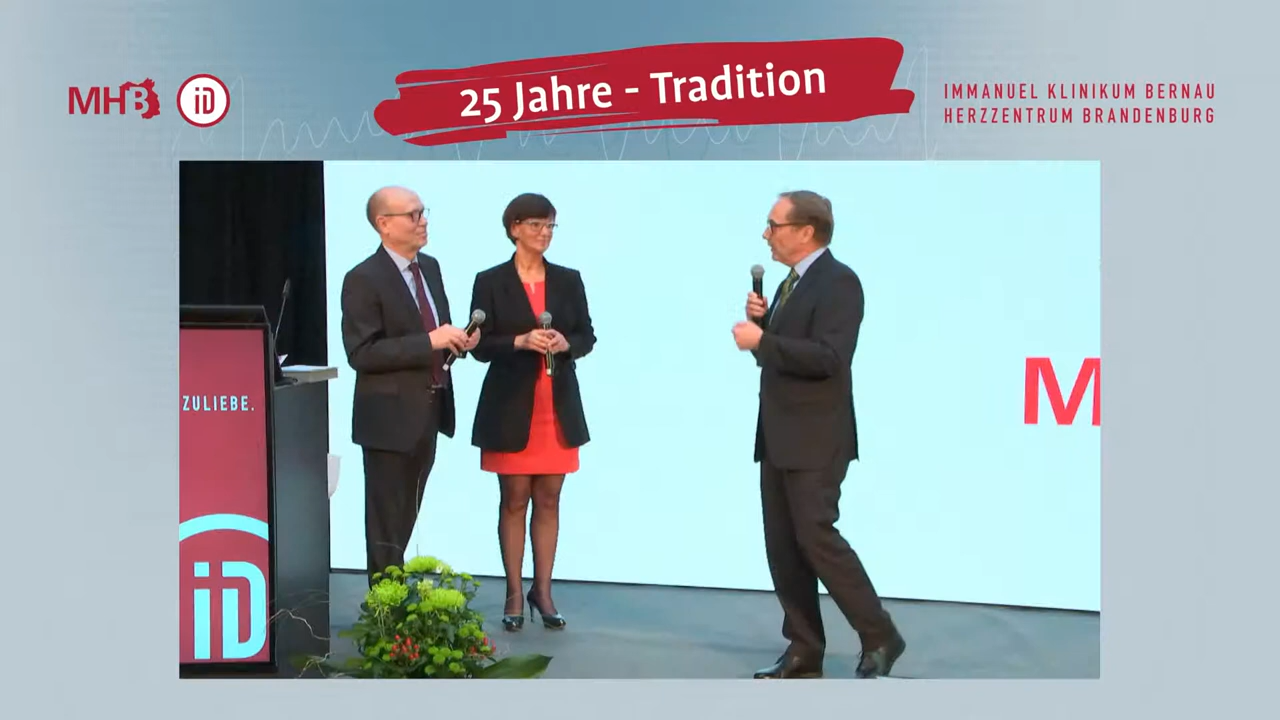 MHB
iD
25 Jahre - Tradition
IMMANUEL KLINIKUM BERNAU
HERZZENTRUM BRANDENBURG
ZULIEBE.
M
iD